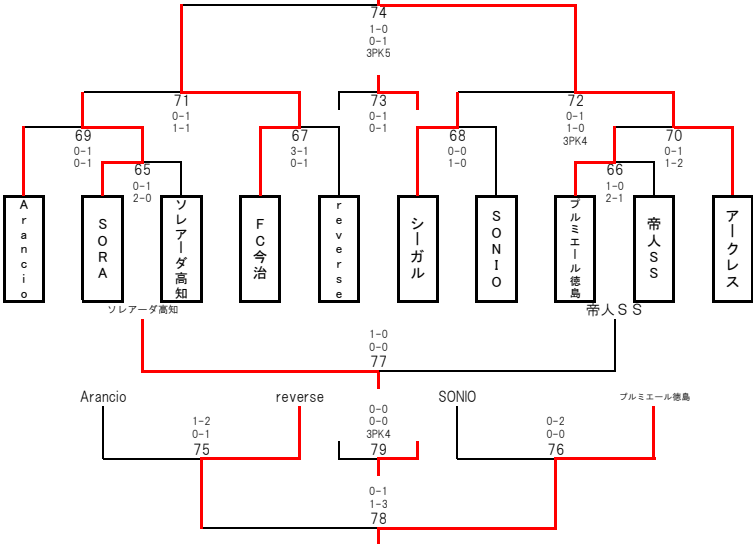 74
1-0
0-1
3PK5
71
0-1
1-1
73
0-1
0-1
72
0-1
1-0
3PK4
69
0-1
0-1
67
3-1
0-1
68
0-0
1-0
70
0-1
1-2
65
0-1
2-0
66
1-0
2-1
Arancio
SORA
ソレアーダ高知
FC今治
reverse
シーガル
SONIO
プルミエール徳島
帝人SS
アークレス
ソレアーダ高知
帝人SS
1-0
0-0
77
Arancio
reverse
SONIO
プルミエール徳島
1-2
0-1
75
0-0
0-0
3PK4
79
0-2
0-0
76
0-1
1-3
78